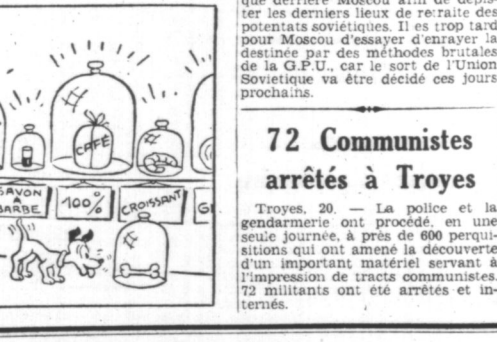 CAFÉ
SAVON
A
BARBE
100%
CROISSANT
que derrière Moscou afin de dépis-
ter les derniers lieux de retraite des
potentats soviétiques. Il es trop tard
pour Moscou d'essayer d'enrayer la
destinée par des méthodes brutales
de la G.P.U., car le sort de l'Union
Sovietique va être décidé ces jours
prochains.
72 Communistes
arrêtés à Troyes
Troyes, 20. — La police et la
gendarmerie ont procédé, en une
seule journée, à près de 600 perqui-
sitions qui ont amené la découverte
d'un important matériel servant à
l'impression de tracts communistes.
72 militants ont été arrêtés et in-
ternés.